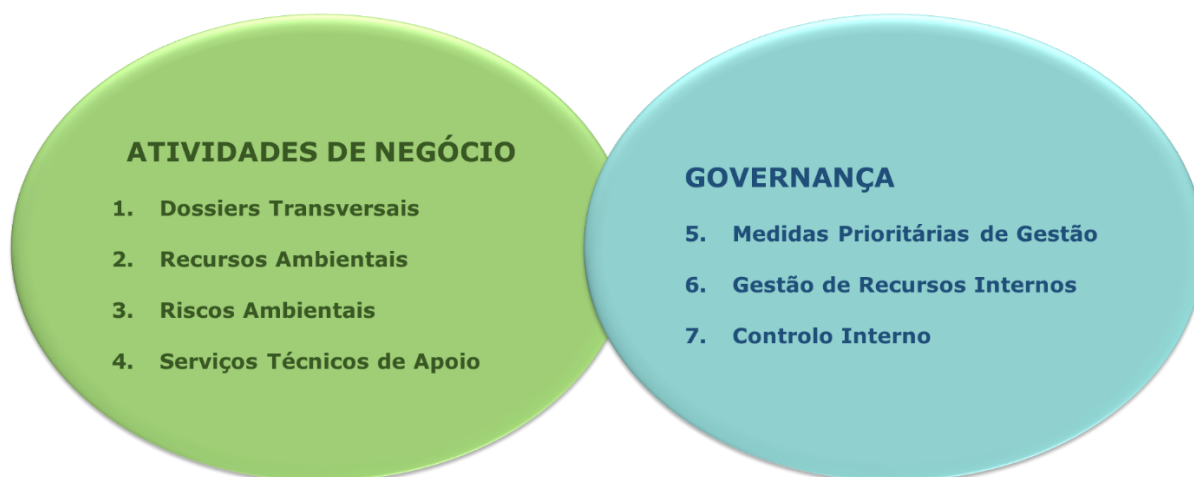 ATIVIDADES DE NEGÓCIO
1. Dossiers Transversais
2. Recursos Ambientais
3. Riscos Ambientais
4. Serviços Técnicos de Apoio
GOVERNANÇA
5. Medidas Prioritárias de Gestão
6. Gestão de Recursos Internos
7. Controlo Interno